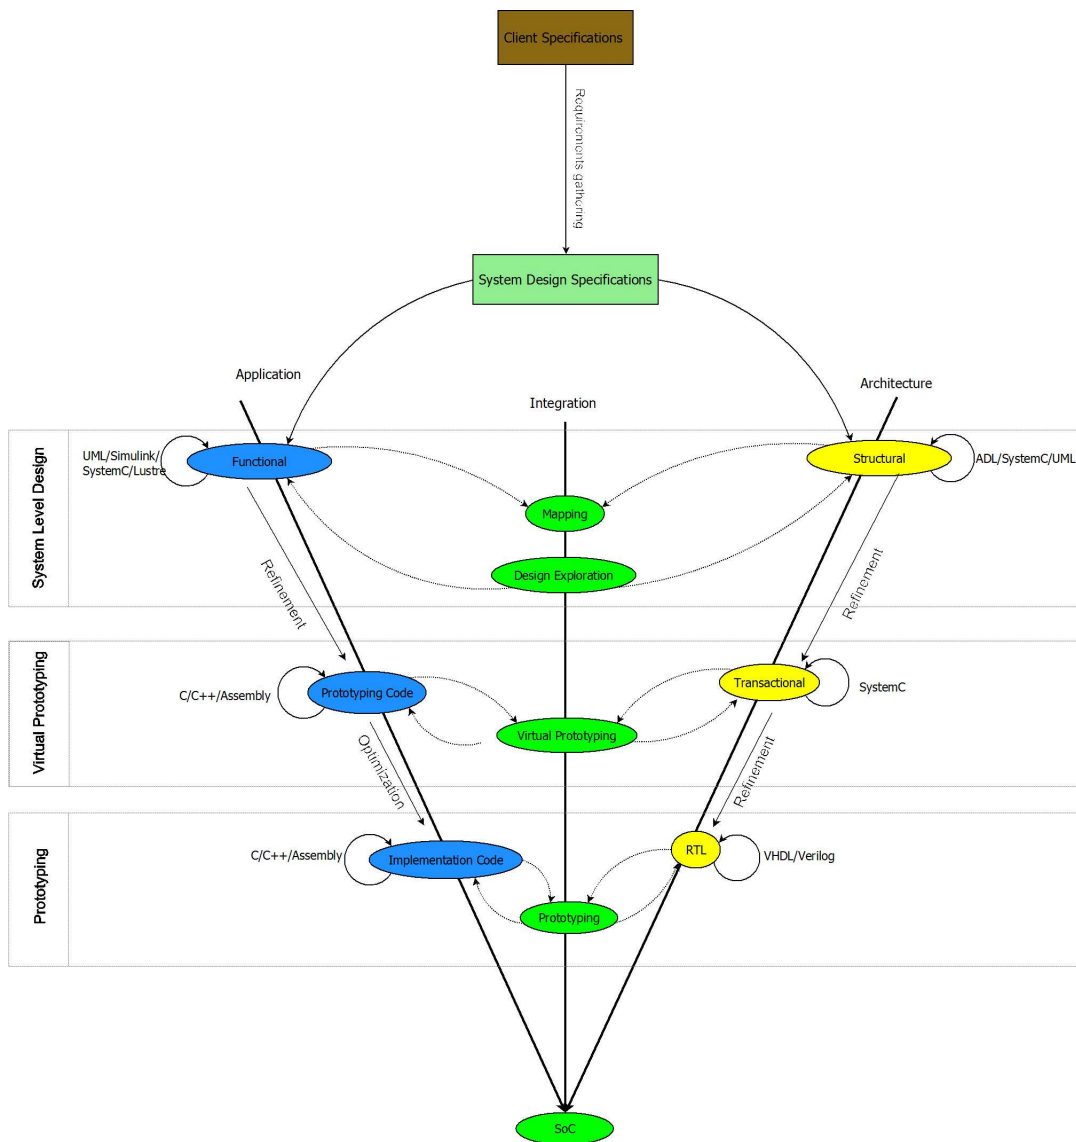 Client Specifications
Requirements gathering
System Design Specifications
Application
Integration
Architecture
System Level Design
UML/Simulink/
SystemC/Lustre
Functional
Structural
ADL/SystemC/UML
Mapping
Design Exploration
Refinement
Refinement
Virtual Prototyping
C/C++/Assembly
Prototyping Code
Transactional
SystemC
Virtual Prototyping
Optimization
Refinement
Prototyping
C/C++/Assembly
Implementation Code
RTL
VHDL/Verilog
Prototyping
SoC